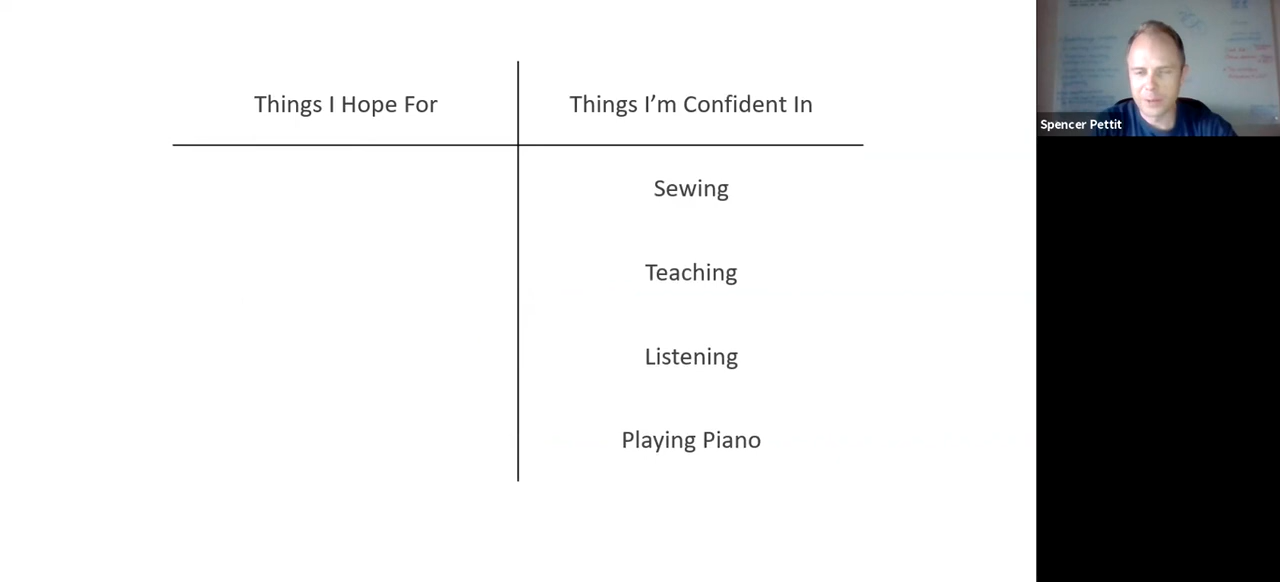 Things I Hope For
Things I’m Confident In
Sewing
Teaching
Listening
Playing Piano
Spencer Pettit